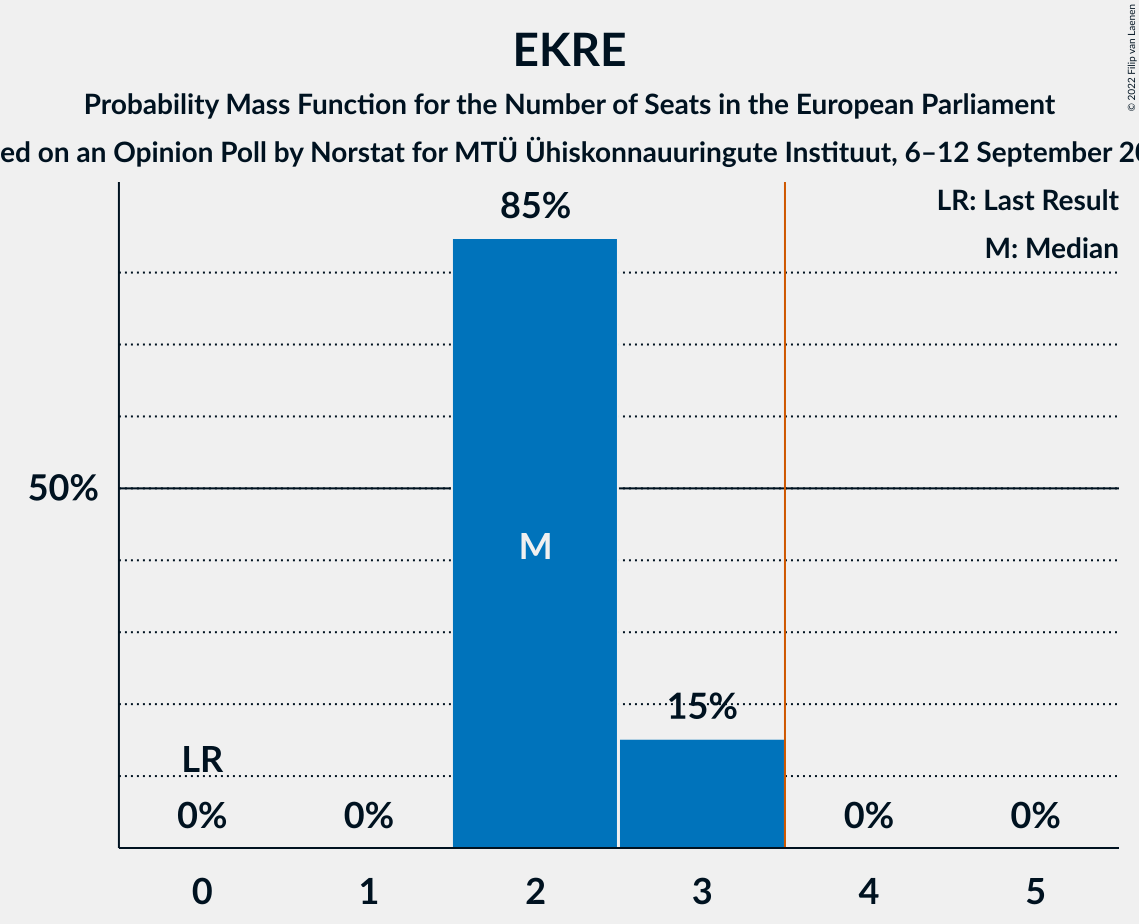 EKRE
Probability Mass Function for the Number of Seats in the European Parliament
ed on an Opinion Poll by Norstat for MTÜ Ühiskonnauuringute Instituut, 6–12 September 20
© 2022 Filip van Laenen
LR: Last Result
M: Median
85%
50%
M
15%
LR
0% 0% 0% 0%
0 1 2 3 4 5